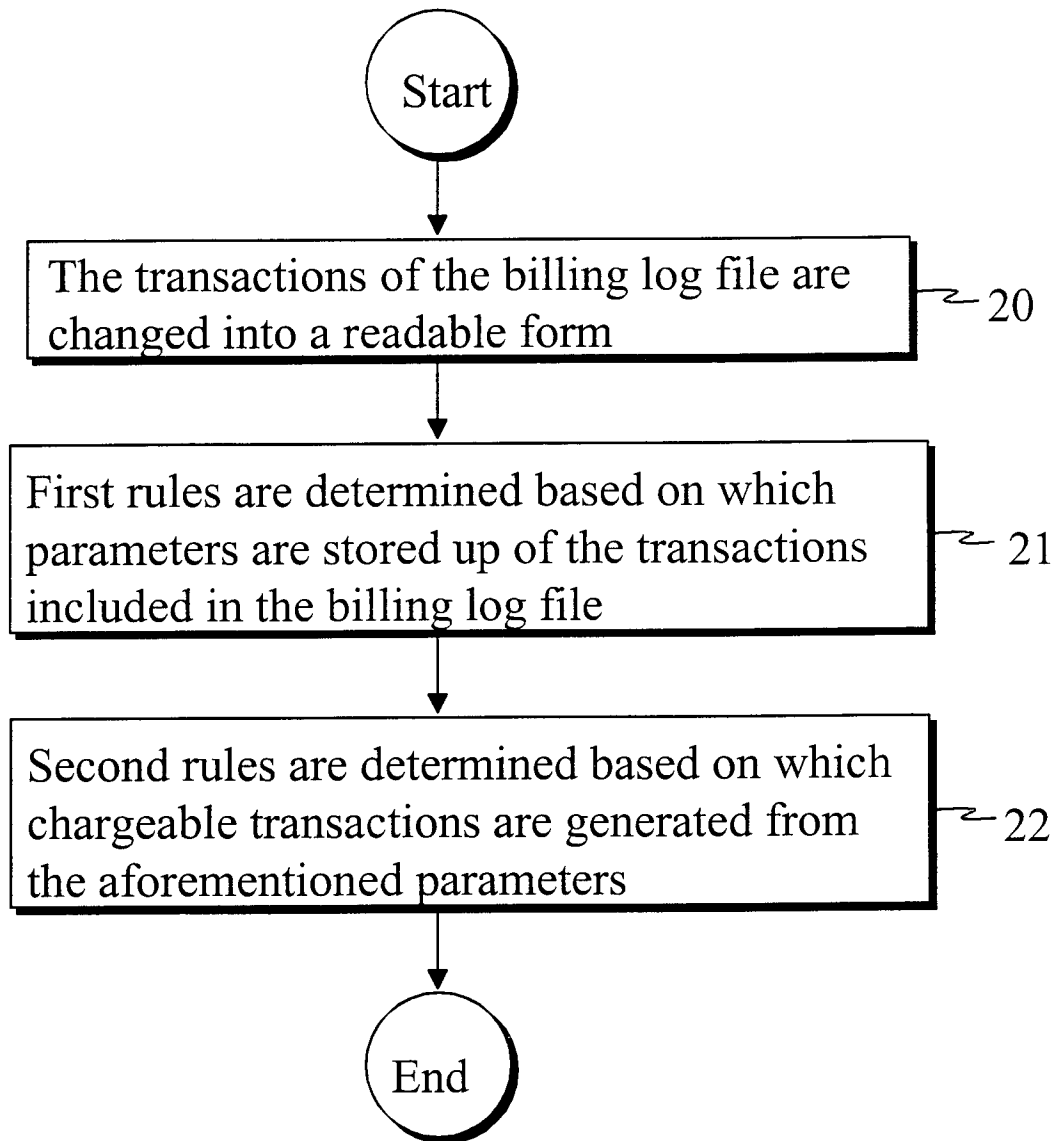 Start
The transactions of the billing log file are
changed into a readable form
20
First rules are determined based on which
parameters are stored up of the transactions
included in the billing log file
21
Second rules are determined based on which
chargeable transactions are generated from
the aforementioned parameters
22
End